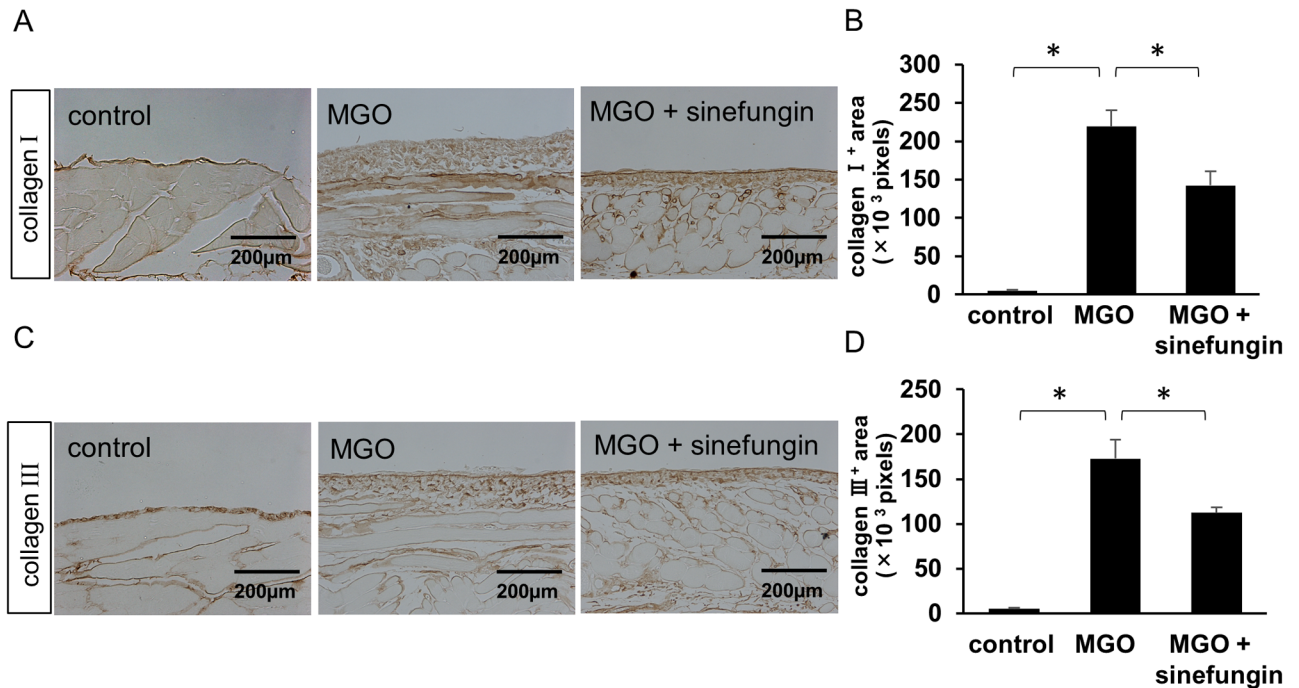 A
collagen I
control
200μm
MGO
200μm
MGO + sinefungin
200μm
B
* *
300
250
200
150
100
50
0
collagen I + area
(× 10 3 pixels)
control MGO MGO +
sinefungin
C
collagen III
control
200μm
MGO
200μm
MGO + sinefungin
200μm
D
* *
250
200
150
100
50
0
collagen III + area
(× 10 3 pixels)
control MGO MGO +
sinefungin